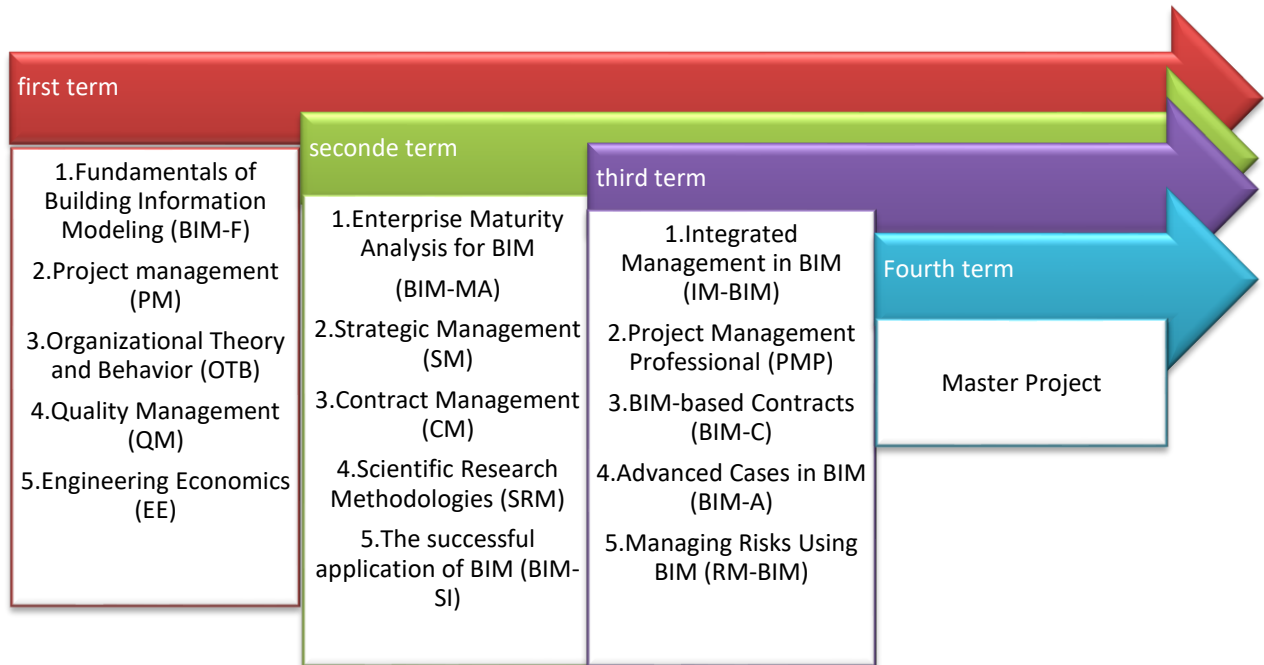 first term
1.Fundamentals of
Building Information
Modeling (BIM-F)
2.Project management
(PM)
3.Organizational Theory
and Behavior (OTB)
4.Quality Management
(QM)
5.Engineering Economics
(EE)
seconde term
1.Enterprise Maturity
Analysis for BIM
(BIM-MA)
2.Strategic Management
(SM)
3.Contract Management
(CM)
4.Scientific Research
Methodologies (SRM)
5.The successful
application of BIM (BIM-
SI)
third term
1.Integrated
Management in BIM
(IM-BIM)
2.Project Management
Professional (PMP)
3.BIM-based Contracts
(BIM-C)
4.Advanced Cases in BIM
(BIM-A)
5.Managing Risks Using
BIM (RM-BIM)
Fourth term
Master Project